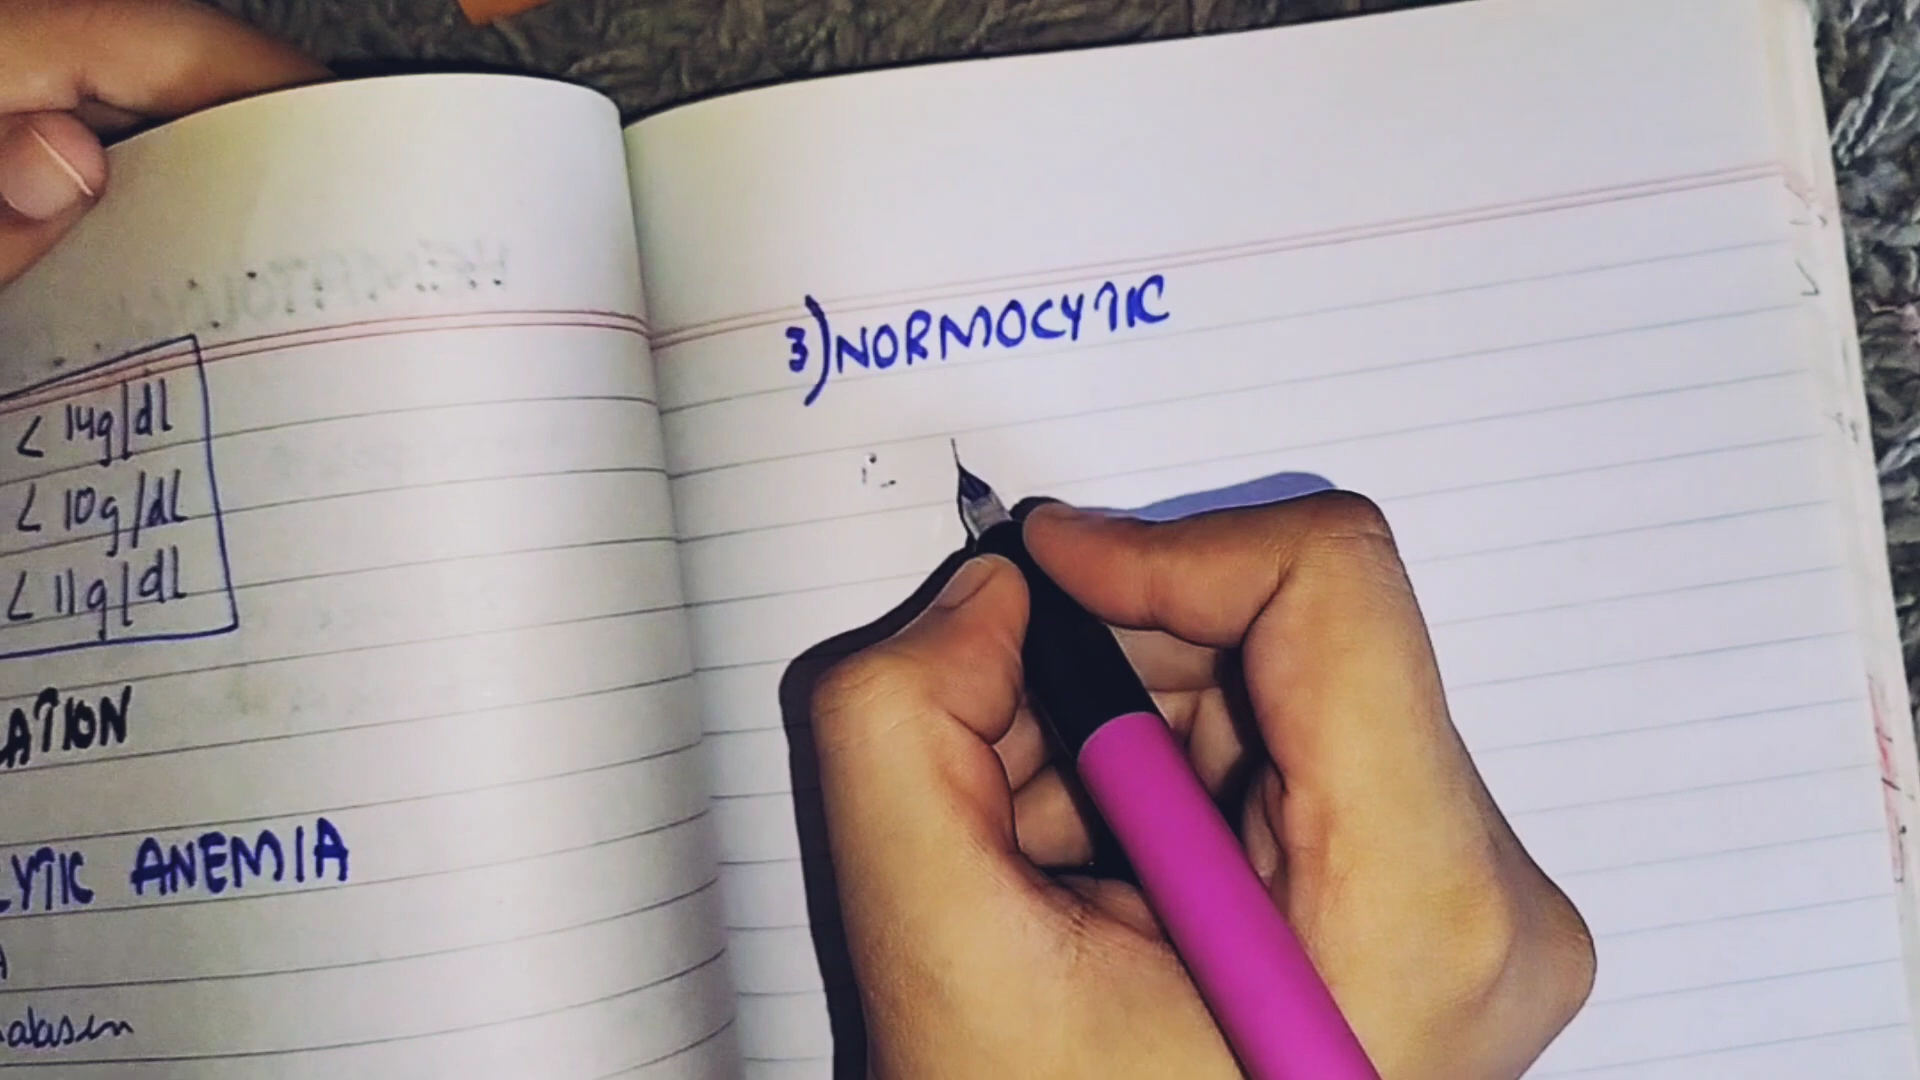 < 14g/dl
< 10g/dl
< 11g/dl
ATION
LYTIC ANEMIA
3) NORMOCYTIC